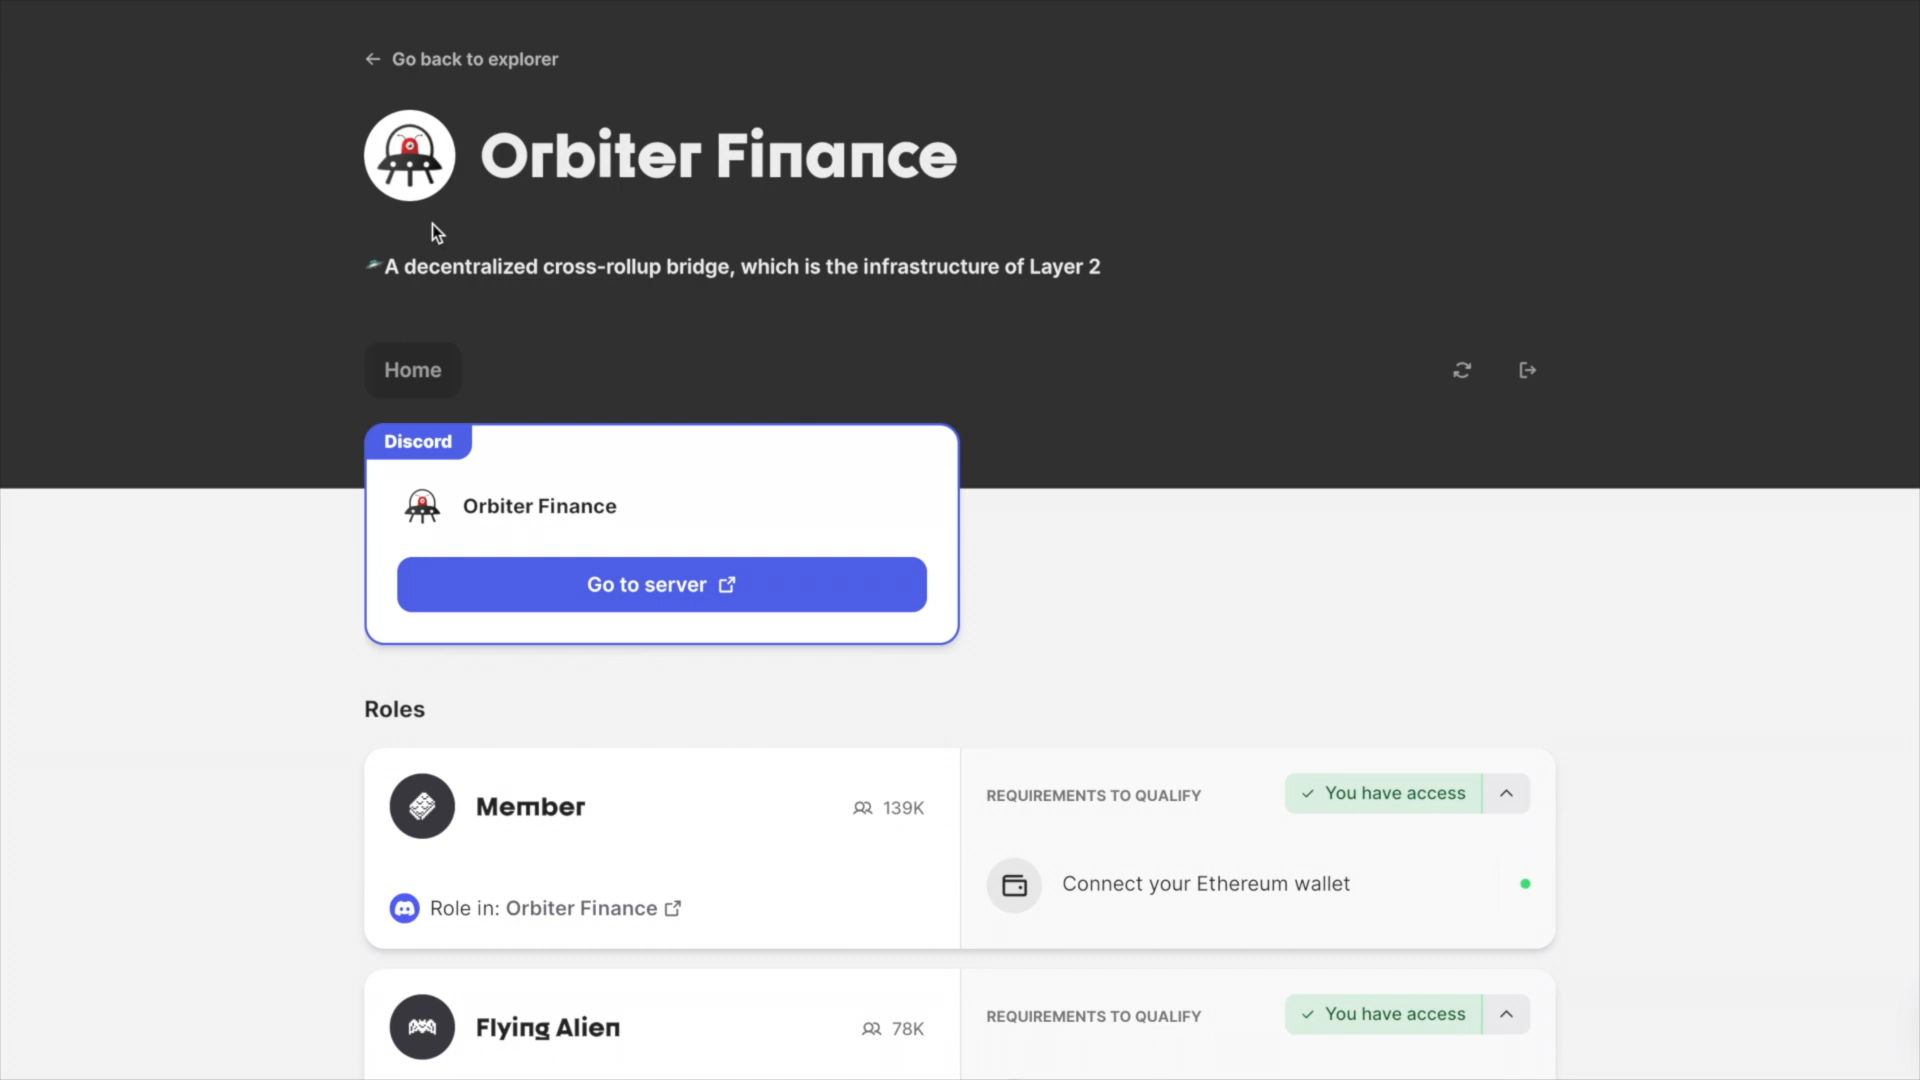 Go back to explorer
Orbiter Finance
A decentralized cross-rollup bridge, which is the infrastructure of Layer 2
Home
Discord
Orbiter Finance
Go to server
Roles
Member
139K
REQUIREMENTS TO QUALIFY
You have access
Connect your Ethereum wallet
Role in: Orbiter Finance
Flying Alien
78K
REQUIREMENTS TO QUALIFY
You have access